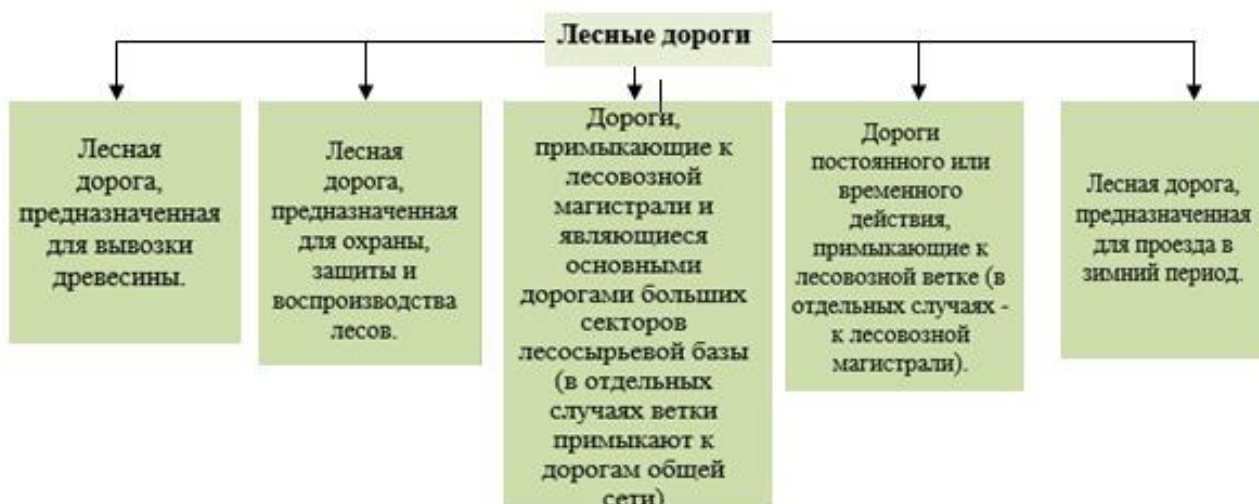 Лесные дороги
Лесная
дорога,
предназначенная
для вывозки
древесины.
Лесная
дорога,
предназначенная
для охраны,
защиты и
воспроизводства
лесов.
Дороги,
примыкающие к
лесовозной
магистрали и
являющиеся
основными
дорогами больших
секторов
лесосырьевой базы
(в отдельных
случаях ветки
примыкают к
дорогам общей
сети)
Дороги
постоянного или
временного
действия,
примыкающие к
лесовозной ветке (в
отдельных случаях -
к лесовозной
магистрали).
Лесная дорога,
предназначенная
для проезда в
зимний период.